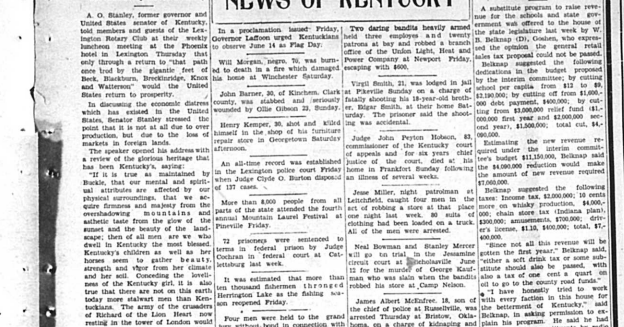 NEWS OF KENTUCKY
A. O. Stanley, former governor and
United States senator of Kentucky,
told members and guests of the Lex-
ington Rotary Club at their weekly
luncheon meeting at the Phoenix
hotel in Lexington Thursday that
only through a return to "that path
once trod by the gigantic feet of
Beck, Blackburn, Breckinridge, Knox
and Watterson" would the United
States return to prosperity.
In discussing the economic distress
which has existed in the United
States, Senator Stanley stressed the
point that it is not at all due to over
production, but due to the loss of
markets in foreign lands.
The speaker opened his address with
a review of the glorious heritage that
has been Kentucky's, saying:
"If it is true as maintained by
Buckle, that our mental and spirit-
ual attributes are affected by our
physical surroundings, that we ac-
quire firmness and majesty from the
overshadowing mountains and
asthetic taste from the glow of the
sunset and the beauty of the land-
scape; then of all men are we who
dwell in Kentucky the most blessed.
Kentucky's children as well as her
horses seem to gather beauty,
strength and vigor from her climate
and her soil. Conceding the loveli-
ness of the Kentucky girl, it is also
true that there are not on this earth
today more stalwart men than Ken-
tuckians. The army of the crusaders
of Richard of the Lion Heart now
resting in the tower of London would
In a proclamation issued Friday,
Governor Laffoon urged Kentuckians
to observe June 14 as Flag Day.
Will Morgan, negro, 70, was burn-
ed to death in a fire which damaged
his home at Winchester Saturday.
John Barner, 30, of Kinchem, Clark
county, was stabbed and seriously
wounded by Ollie Gibson 23, Sunday.
Henry Kemper, 30, shot and killed
himself in the shop of his furniture
repair store in Georgetown Saturday
afternoon.
An all-time record was established
in the Lexington police court Friday
when Judge Clyde O. Burton disposed
of 137 cases.
More than 8,000 people from all
parts of the state attended the fourth
annual Mountain Laurel Festival at
Pineville Friday.
72 prisoners were sentenced to
terms in federal prison by Judge
Cochran in federal court at Cat-
lettsburg last week.
It was estimated that more than
ten thousand fishermen thronged
Herrington Lake as the fishing sea-
son reopened Friday.
Four men were held to the grand
jury without bond in connection with
Two daring bandits heavily armed
held three employes and twenty
patrons at bay and robbed a branch
office of the Union Light, Heat and
Power Company at Newport Friday,
escaping with $600.
Virgil Smith, 21, was lodged in jail
at Pikeville Sunday on a charge of
fatally shooting his 18-year-old broth-
er, Edgar Smith, at their home Sat-
urday. The prisoner said the shoot-
ing was accidental.
Judge John Peyton Hobson, 83,
commissioner of the Kentucky court
of appeals and for six years chief
justice of the court, died at his
home in Frankfort Sunday following
an illness of several weeks.
Jesse Miller, night patrolman at
Leitchfield, caught four men in the
act of robbing a store at that place
one night last week. 80 suits of
clothing had been loaded on a truck.
All of the men were arrested.
Neal Bowman and Stanley Mercer
will go on trial in the Jessamine
circuit court at Nicholasville June
12 for the murder of George Kauf-
man who was slain when the bandits
robbed his store at Camp Nelson.
James Albert McEnfree, 18, son of
the chief of police at Russellville, was
arrested Thursday at Bristow, Okla-
homa, on a charge of kidnaping and
A substitute program to raise reve-
nue for the schools and state gov-
ernment was offered to the house of
the state legislature last week by W.
B. Belknap (D), Goshen, who ex-
pressed the opinion the general retail
sales tax proposal could not be passed.
Belknap suggested the following
dedications in the budget proposed
by the interim committee; by cutting
school per capita from $13 to
$2,190,000; by cutting off from $1,600,-
000 debt payment, $400,000; by cut-
ting from $3,000,000 relief fund ($1,-
000,000 first year and $2,000,000 sec-
ond year), $1,500,000; total cut, $4,-
090,000.
Estimating the new revenue re-
quired under the interim commit-
tee's budget $11,150,000, Belknap said
the $4,090,000 reduction would make
the amount of new revenue required
$7,060,000.
Belknap suggested the following
taxes: Income tax, $2,000,000; 10 cents
more on whisky production, $4,000,-
000; chain store tax (Indiana plan),
$300,000; amusements, $700,000; driv-
er's license, $1.10, $400,000; total, $7,-
400,000.
"Since not all this revenue will be
gotten the first year," Belknap said,
"either a soft drink tax or some sub-
stitute should also be passed, with
also a tax of one cent a quart on
oil to go to the county road funds."
"I have honestly tried to work
with every faction in this house for
the betterment of Kentucky," said
Belknap, in asking permission to ex-
plain his program. He said he had